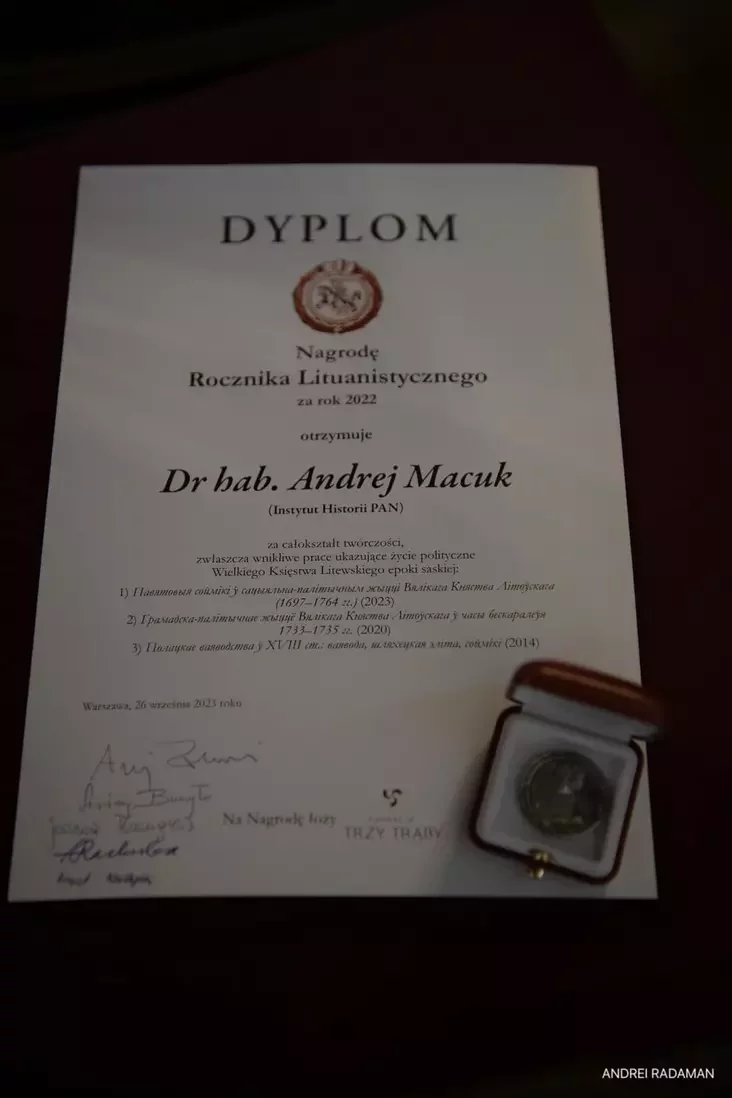 DYPLOM
Nagrodę
Rocznika Lituanistycznego
za rok 2022
otrzymuje
Dr hab. Andrej Macuk
(Instytut Historii PAN)
za całokształt twórczości,
zwłaszcza wnikliwe prace ukazujące życie polityczne
Wielkiego Księstwa Litewskiego epoki saskiej:
1) Павятовыя соймікі ў сацыяльна-палітычным жыцці Вялікага Княства Літоўскага
(1697–1764 гг.) (2023)
2) Грамадска-палітычнае жыццё Вялікага Княства Літоўскага ў часы бескаралеўя
1733–1735 гг. (2020)
3) Полацкае ваяводства ў XVIII ст.: ваявода, шляхецкая эліта, соймікі (2014)
Warszawa, 26 września 2023 roku
Na Nagrodę łoży
TRZY TRĄBY
ANDREI RADAMAN